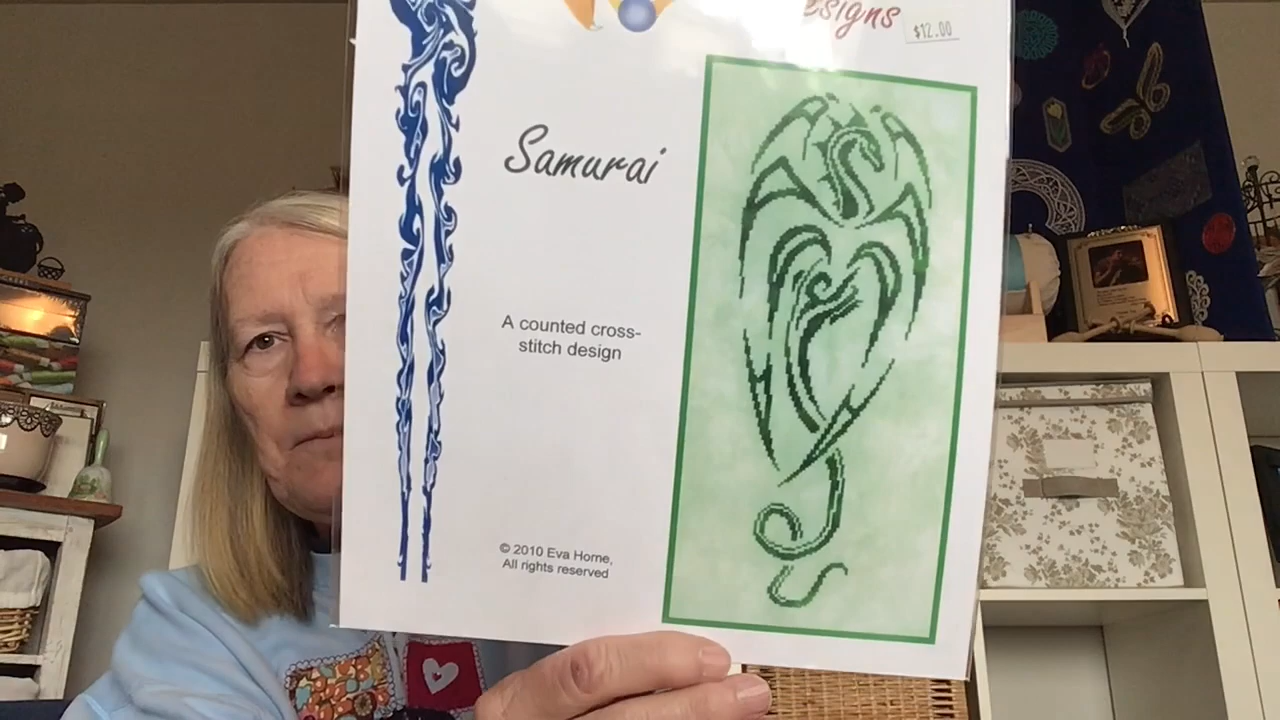 esigns
$12.00
Samurai
A counted cross-
stitch design
© 2010 Eva Horne,
All rights reserved